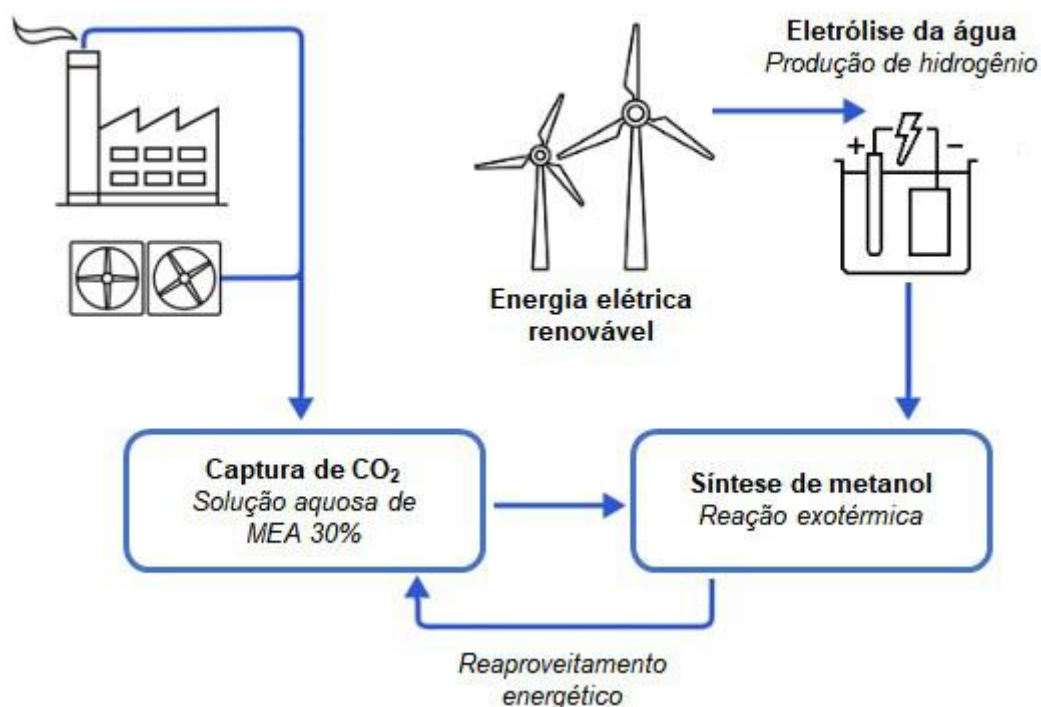 Eletrólise da água
Produção de hidrogênio
+ −
Energia elétrica
renovável
Captura de CO₂
Solução aquosa de
MEA 30%
Síntese de metanol
Reação exotérmica
Reaproveitamento
energético